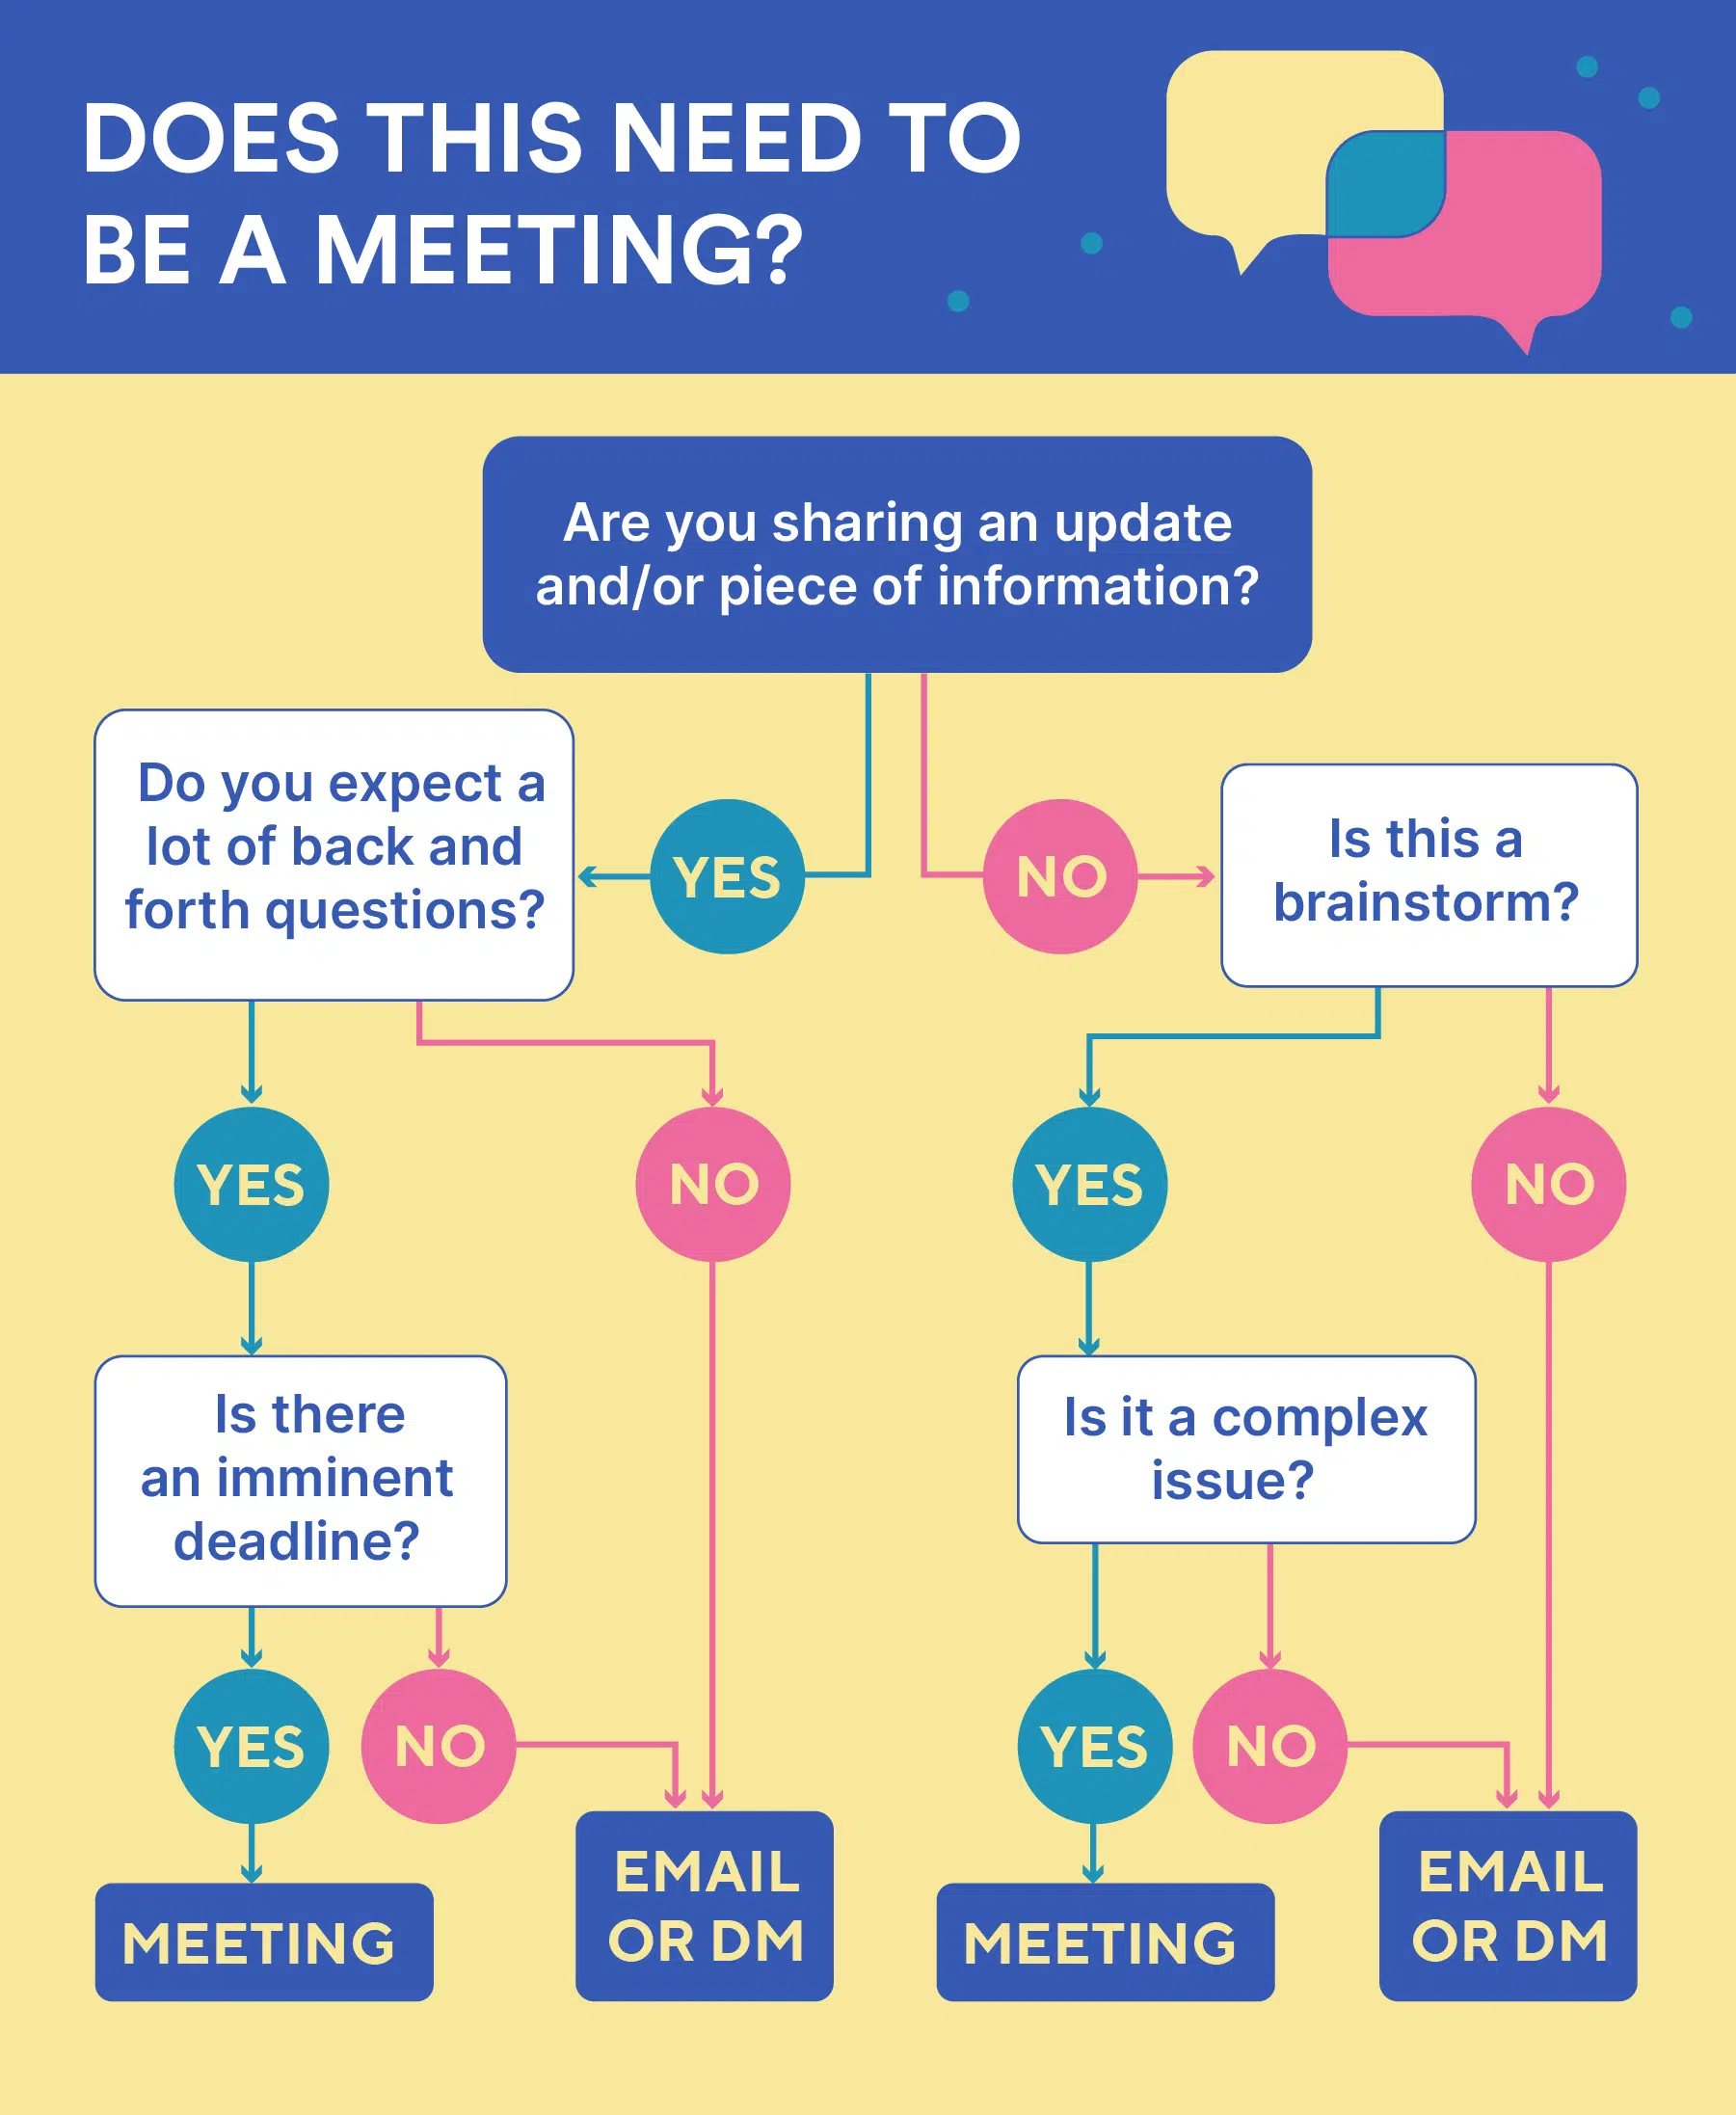 DOES THIS NEED TO
BE A MEETING?
Are you sharing an update
and/or piece of information?
Do you expect a
lot of back and
forth questions?
YES
NO
Is this a
brainstorm?
YES
NO
YES
NO
Is there
an imminent
deadline?
Is it a complex
issue?
YES
NO
YES
NO
MEETING
EMAIL
OR DM
MEETING
EMAIL
OR DM